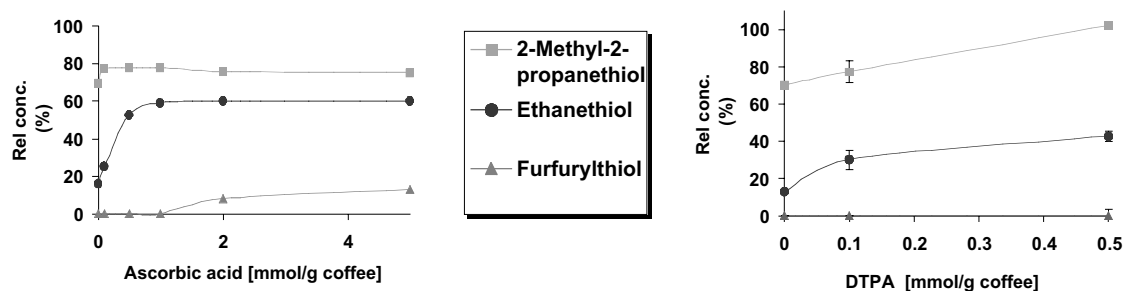 100
80
60
40
20
0
Rel conc.
(%)
0
2
4
Ascorbic acid [mmol/g coffee]
2-Methyl-2-
propanethiol
Ethanethiol
Furfurylthiol
100
80
60
40
20
0
Rel conc.
(%)
0
0.1
0.2
0.3
0.4
0.5
DTPA [mmol/g coffee]